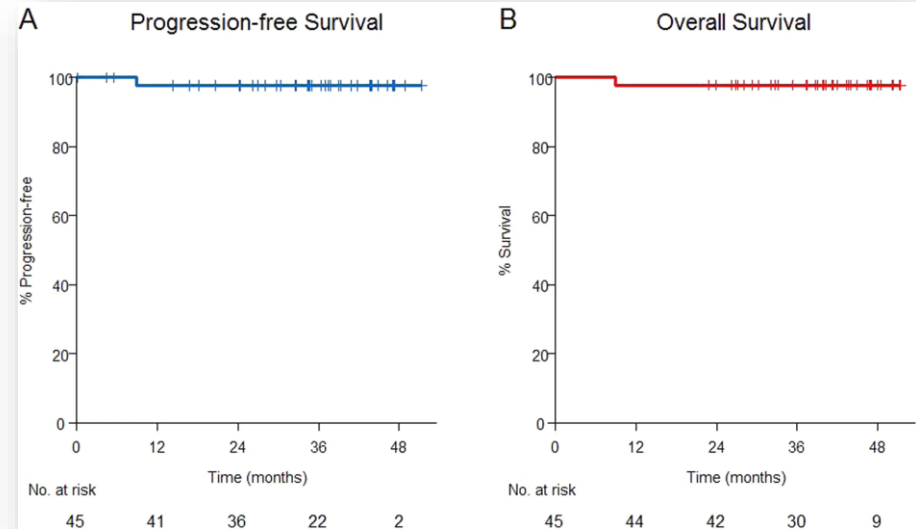 A Progression-free Survival
100
80
60
40
20
0
% Progression-free
0 12 24 36 48
Time (months)
No. at risk
45 41 36 22 2
B Overall Survival
100
80
60
40
20
0
% Survival
0 12 24 36 48
Time (months)
No. at risk
45 44 42 30 9